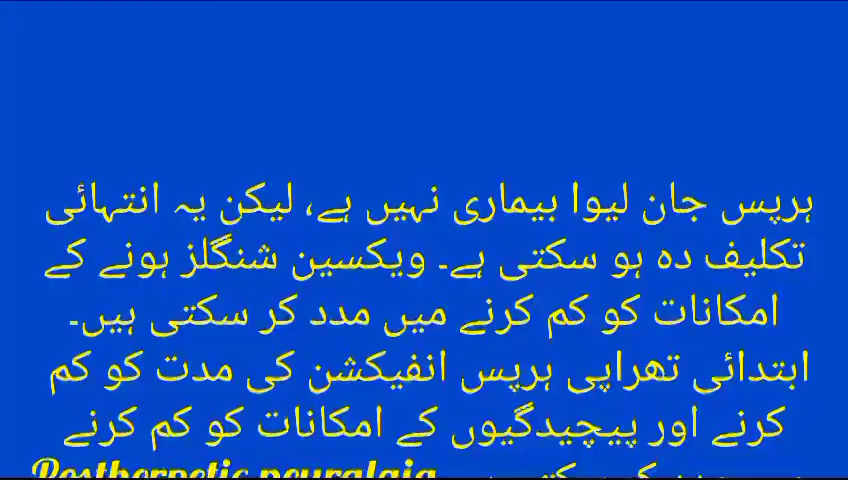 ہرپس جان لیوا بیماری نہیں ہے، لیکن یہ انتہائی
تکلیف دہ ہو سکتی ہے۔ ویکسین شنگلز ہونے کے
امکانات کو کم کرنے میں مدد کر سکتی ہیں۔
ابتدائی تھراپی ہرپس انفیکشن کی مدت کو کم
کرنے اور پیچیدگیوں کے امکانات کو کم کرنے
Postherpetic neuralgia